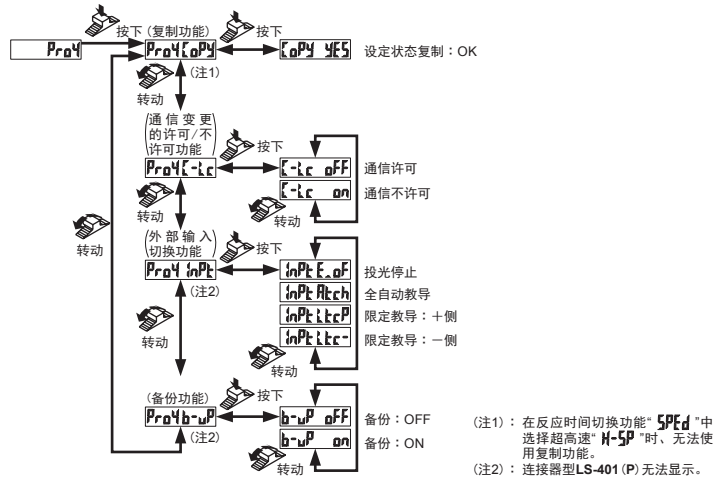 按下 (复制功能) 按下
Pro4 Pro4 CoPy CoPy YES 设定状态复制：OK
(注1)
转动
(通信变更
的许可/不
许可功能) 按下
Pro4 C-Lc C-Lc oFF 通信许可
C-Lc on 通信不许可
转动 转动
转动
(外部输入
切换功能) 按下
Pro4 inPt inPt E_oF 投光停止
(注2) inPt Atch 全自动教导
inPt LtcP 限定教导：＋侧
转动 inPt Ltc- 限定教导：－侧
转动
(备份功能) 按下
Pro4 b-uP b-uP oFF 备份：OFF
(注2) b-uP on 备份：ON
转动
(注1)：在反应时间切换功能“ SPEd ”中
选择超高速“ H-SP ”时、无法使
用复制功能。
(注2)：连接器型LS-401(P)无法显示。